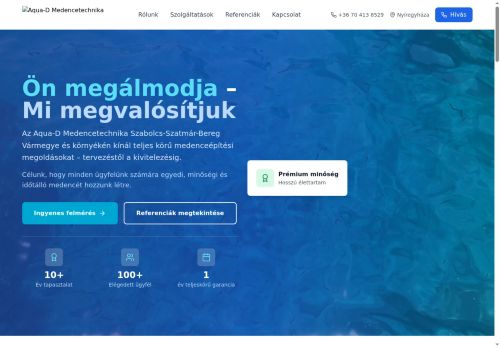 Aqua-D Medencetechnika
Rólunk
Szolgáltatások
Referenciák
Kapcsolat
+36 70 413 8529
Nyíregyháza
Hívás
Ön megálmodja –
Mi megvalósítjuk
Az Aqua-D Medencetechnika Szabolcs-Szatmár-Bereg
Vármegye és környékén kínál teljes körű medenceépítési
megoldásokat – tervezéstől a kivitelezésig.
Célunk, hogy minden ügyfelünk számára egyedi, minőségi és
időtálló medencét hozzunk létre.
Ingyenes felmérés →
Referenciák megtekintése
Prémium minőség
Hosszú élettartam
10+
Év tapasztalat
100+
Elégedett ügyfél
1
év teljeskörű garancia